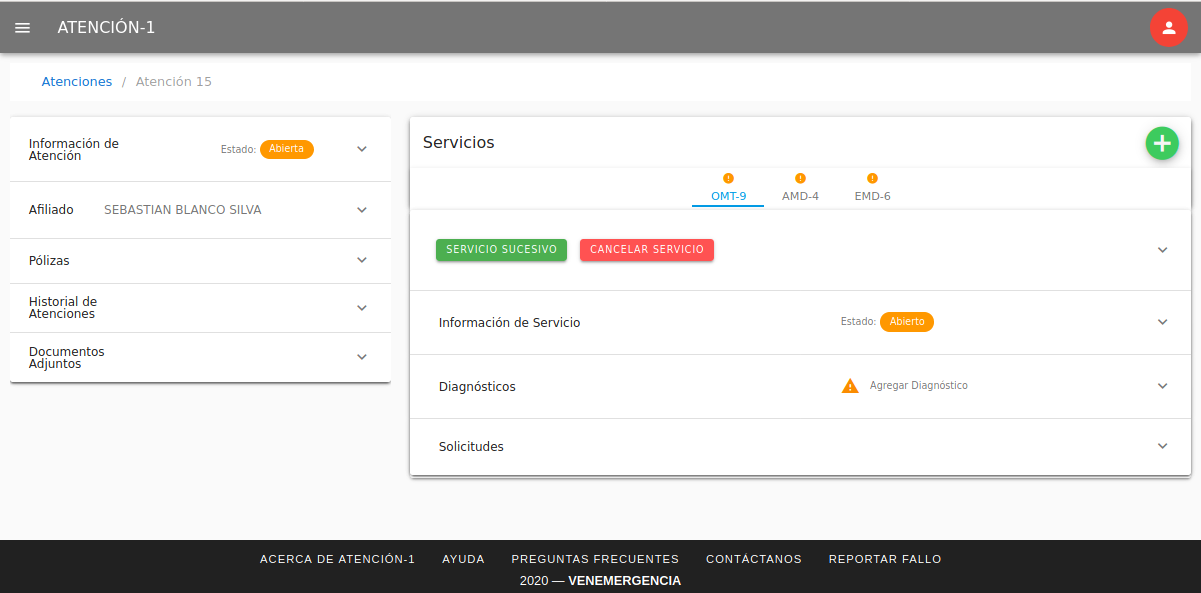 ATENCIÓN-1
Atenciones / Atención 15
Información de
Atención
Estado: Abierta
Afiliado SEBASTIAN BLANCO SILVA
Pólizas
Historial de
Atenciones
Documentos
Adjuntos
Servicios
OMT-9 AMD-4 EMD-6
SERVICIO SUCESIVO CANCELAR SERVICIO
Información de Servicio Estado: Abierto
Diagnósticos Agregar Diagnóstico
Solicitudes
ACERCA DE ATENCIÓN-1 AYUDA PREGUNTAS FRECUENTES CONTÁCTANOS REPORTAR FALLO
2020 — VENEMERGENCIA